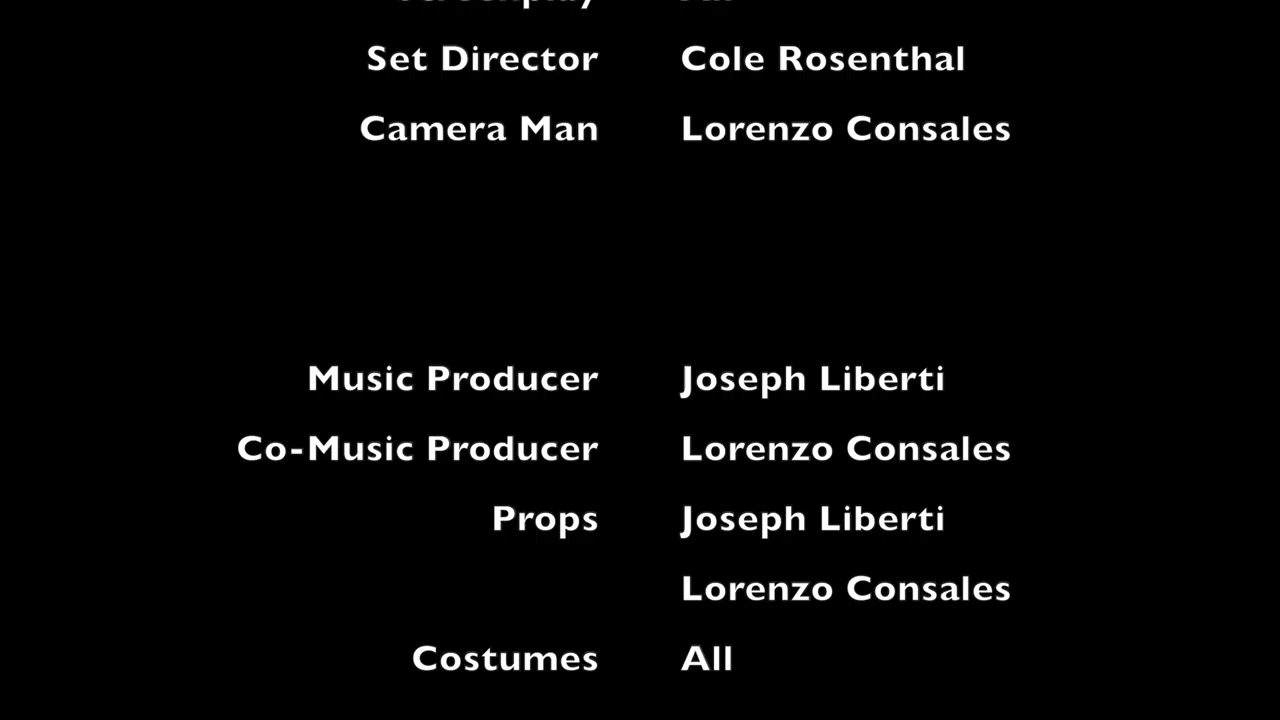 Set Director Cole Rosenthal
Camera Man Lorenzo Consales
Music Producer Joseph Liberti
Co-Music Producer Lorenzo Consales
Props Joseph Liberti
Lorenzo Consales
Costumes All